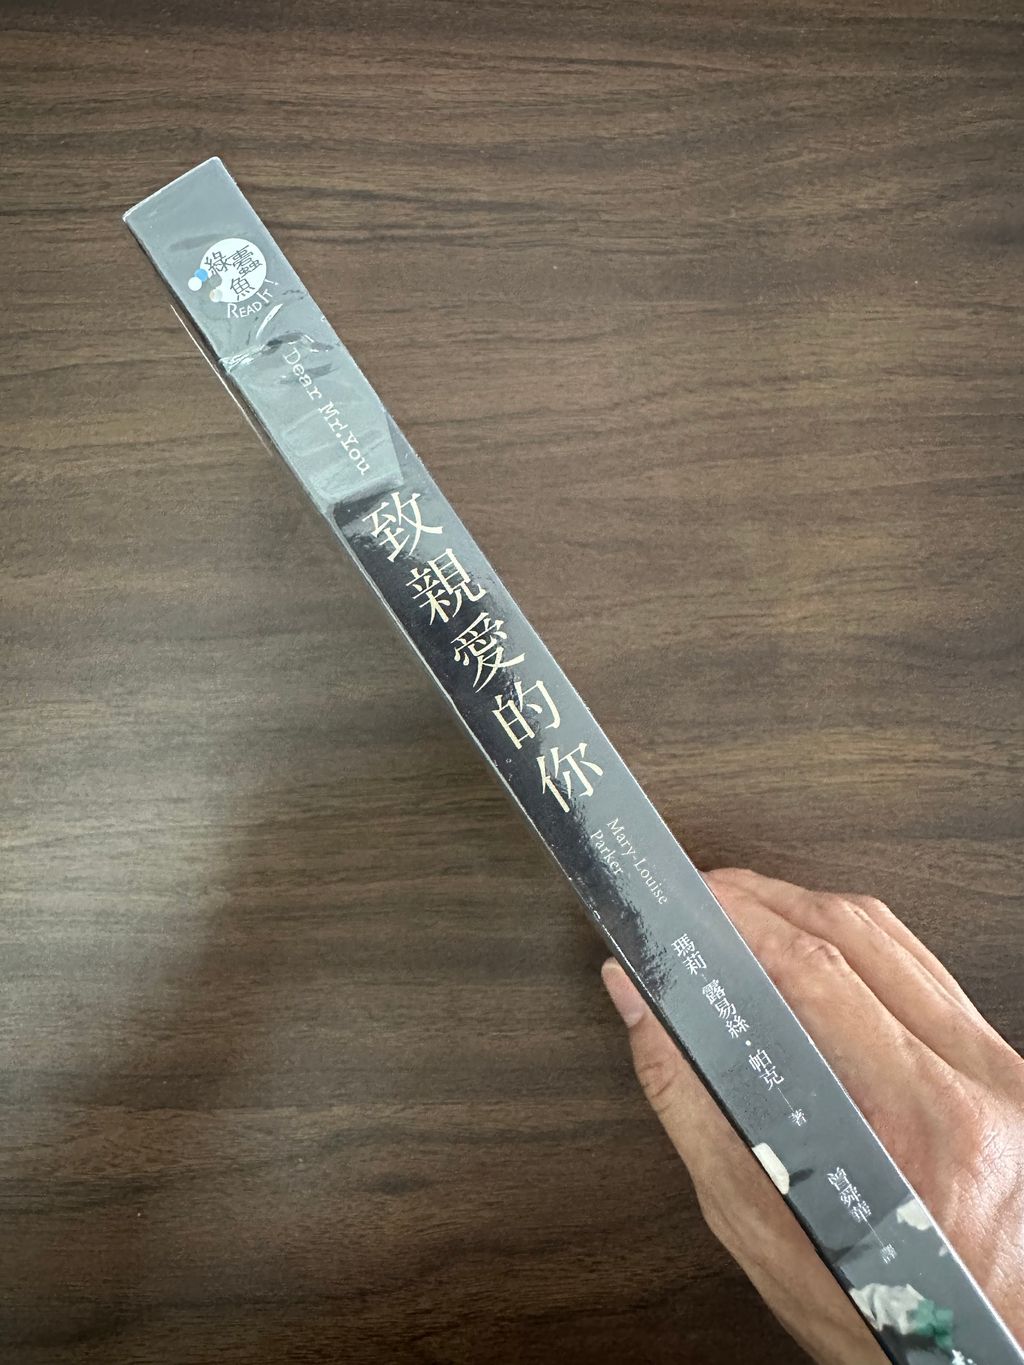 綠蠹魚
READ IT!
Dear Mr.You
致親愛的你
Mary-Louise
Parker
瑪莉-露易絲・帕克——著
曾舜華——譯